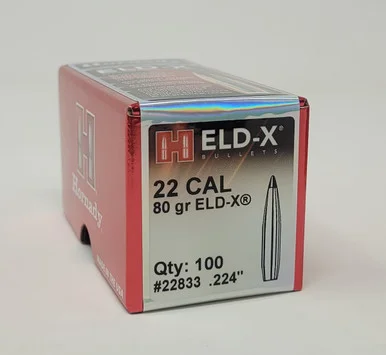 ELD-X
H
Hornady
H ELD-X®
BULLETS
22 CAL
80 gr ELD-X®
Qty: 100
#22833 .224"